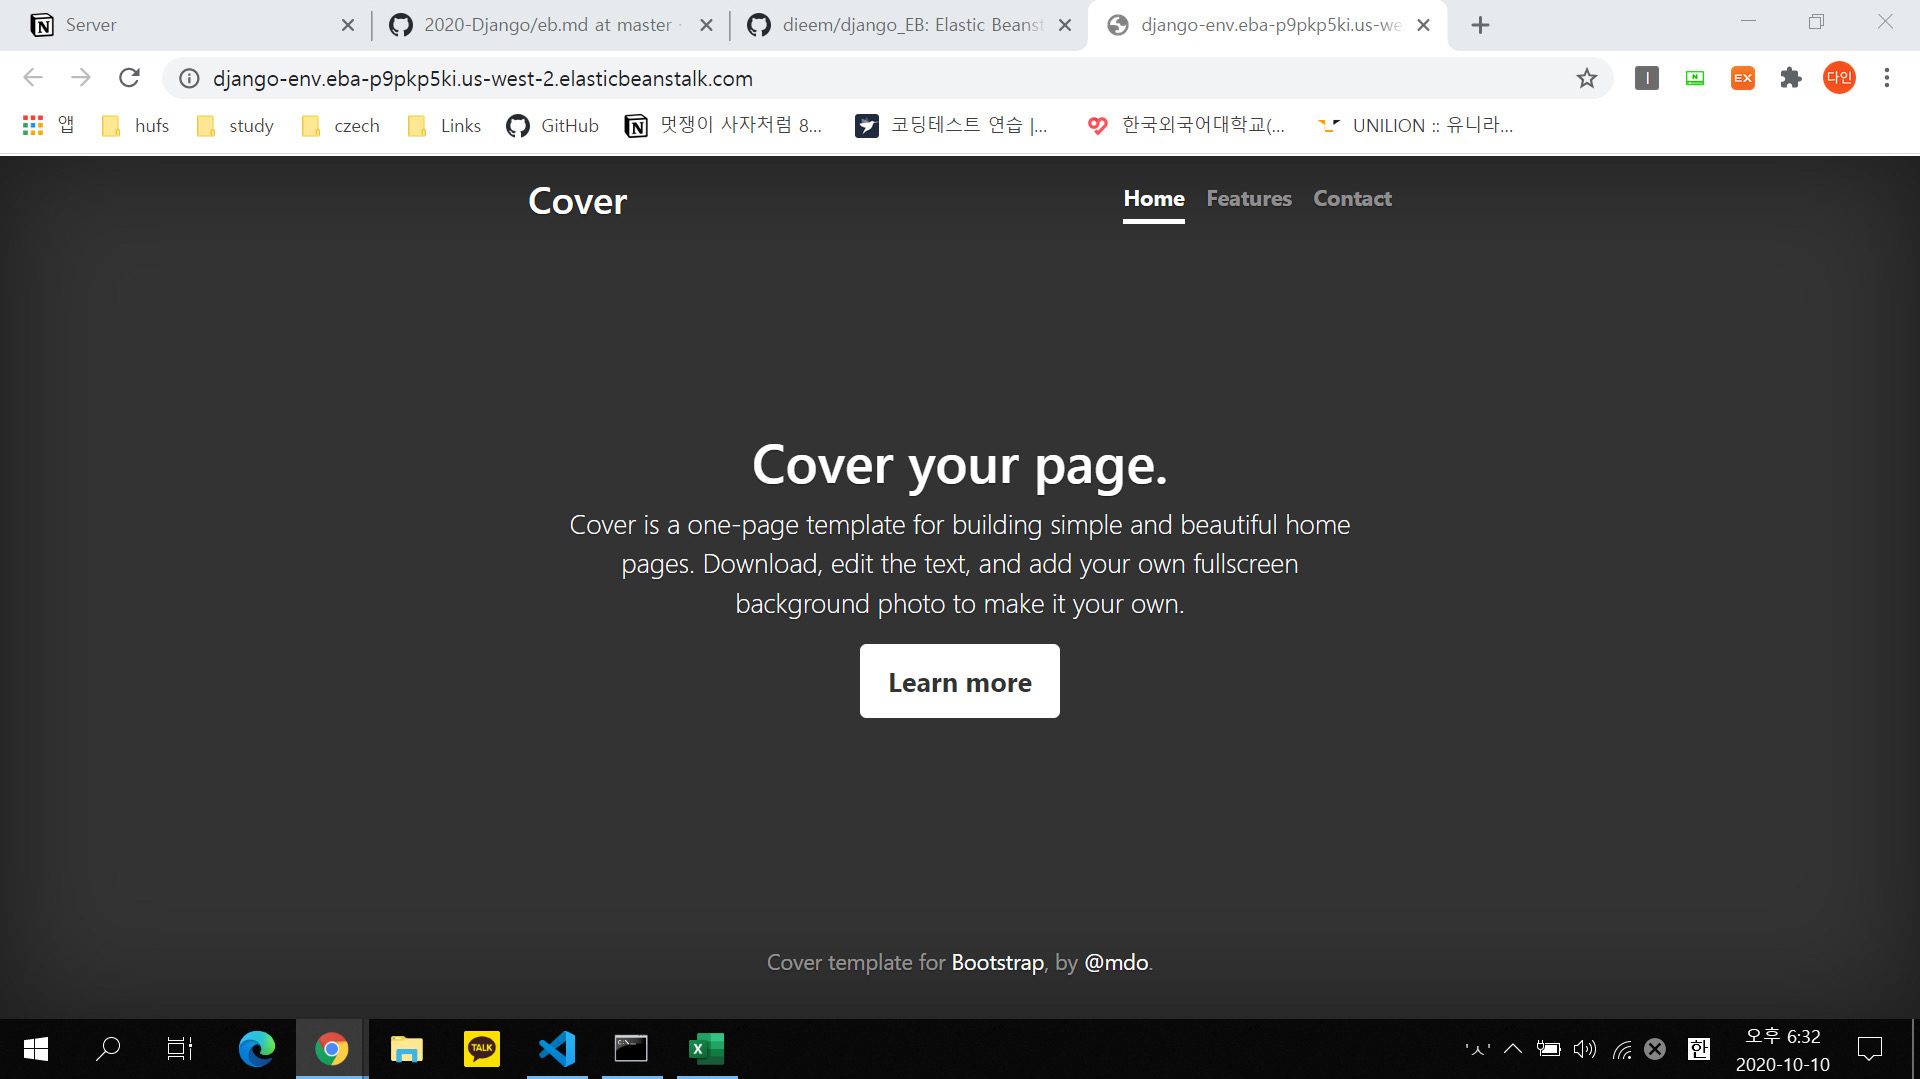 Server
2020-Django/eb.md at master
dieem/django_EB: Elastic Beanst
django-env.eba-p9pkp5ki.us-we
django-env.eba-p9pkp5ki.us-west-2.elasticbeanstalk.com
EX
다인
앱
hufs
study
czech
Links
GitHub
멋쟁이 사자처럼 8...
코딩테스트 연습 |...
한국외국어대학교(...
UNILION :: 유니라...
Cover
Home
Features
Contact
Cover your page.
Cover is a one-page template for building simple and beautiful home
pages. Download, edit the text, and add your own fullscreen
background photo to make it your own.
Learn more
Cover template for Bootstrap, by @mdo.
TALK
한
오후 6:32
2020-10-10